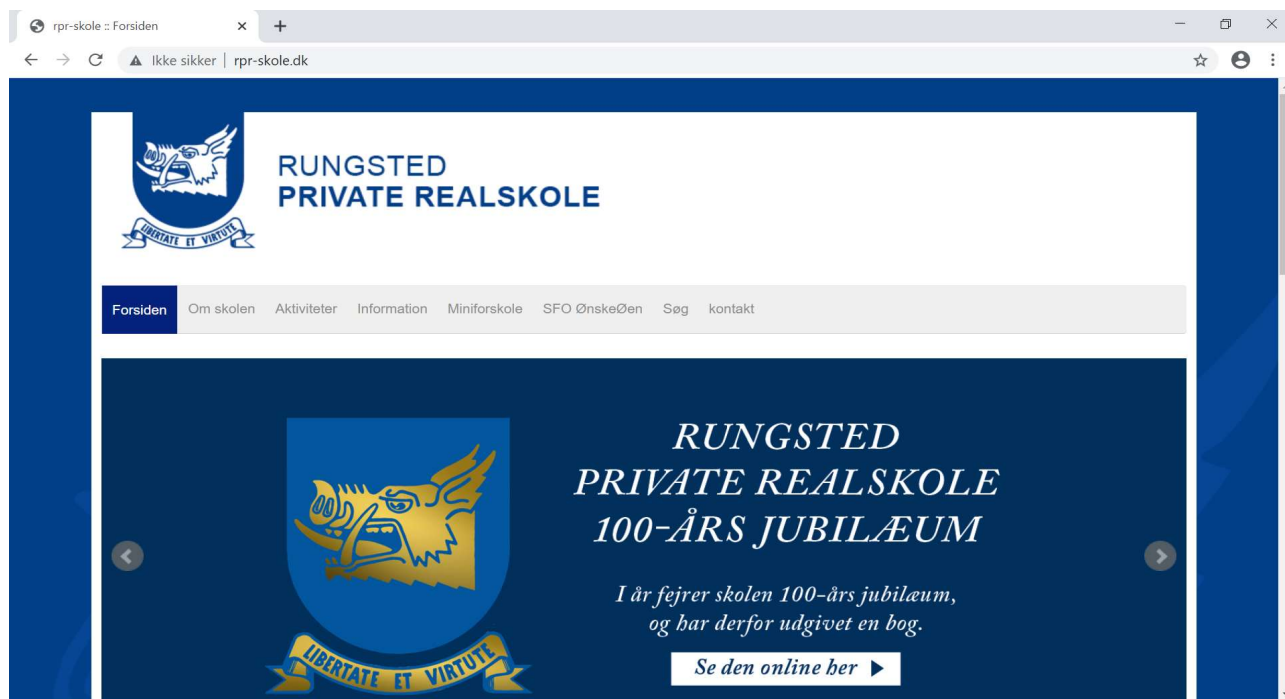 rpr-skole :: Forsiden
Ikke sikker | rpr-skole.dk
RUNGSTED
PRIVATE REALSKOLE
LIBERTATE ET VIRTUTE
Forsiden Om skolen Aktiviteter Information Miniforskole SFO ØnskeØen Søg kontakt
RUNGSTED
PRIVATE REALSKOLE
100-ÅRS JUBILÆUM
I år fejrer skolen 100-års jubilæum,
og har derfor udgivet en bog.
Se den online her
LIBERTATE ET VIRTUTE